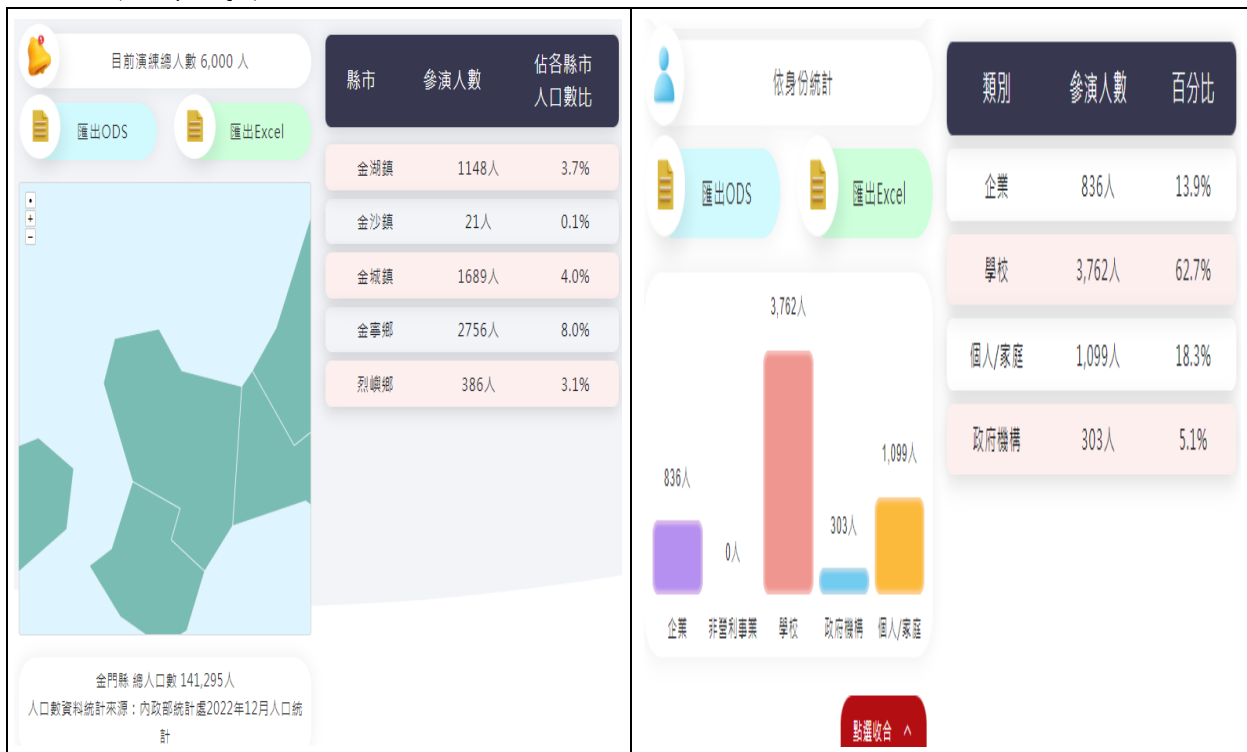 目前演練總人數 6,000 人
匯出ODS
匯出Excel
金門縣 總人口數 141,295人
人口數資料統計來源：內政部統計處2022年12月人口統
計
縣市 參演人數 佔各縣市
人口數比
金湖鎮 1148人 3.7%
金沙鎮 21人 0.1%
金城鎮 1689人 4.0%
金寧鄉 2756人 8.0%
烈嶼鄉 386人 3.1%
依身份統計
匯出ODS
匯出Excel
3,762人
1,099人
836人
303人
0人
企業 非營利事業 學校 政府機構 個人/家庭
點選收合
類別 參演人數 百分比
企業 836人 13.9%
學校 3,762人 62.7%
個人/家庭 1,099人 18.3%
政府機構 303人 5.1%